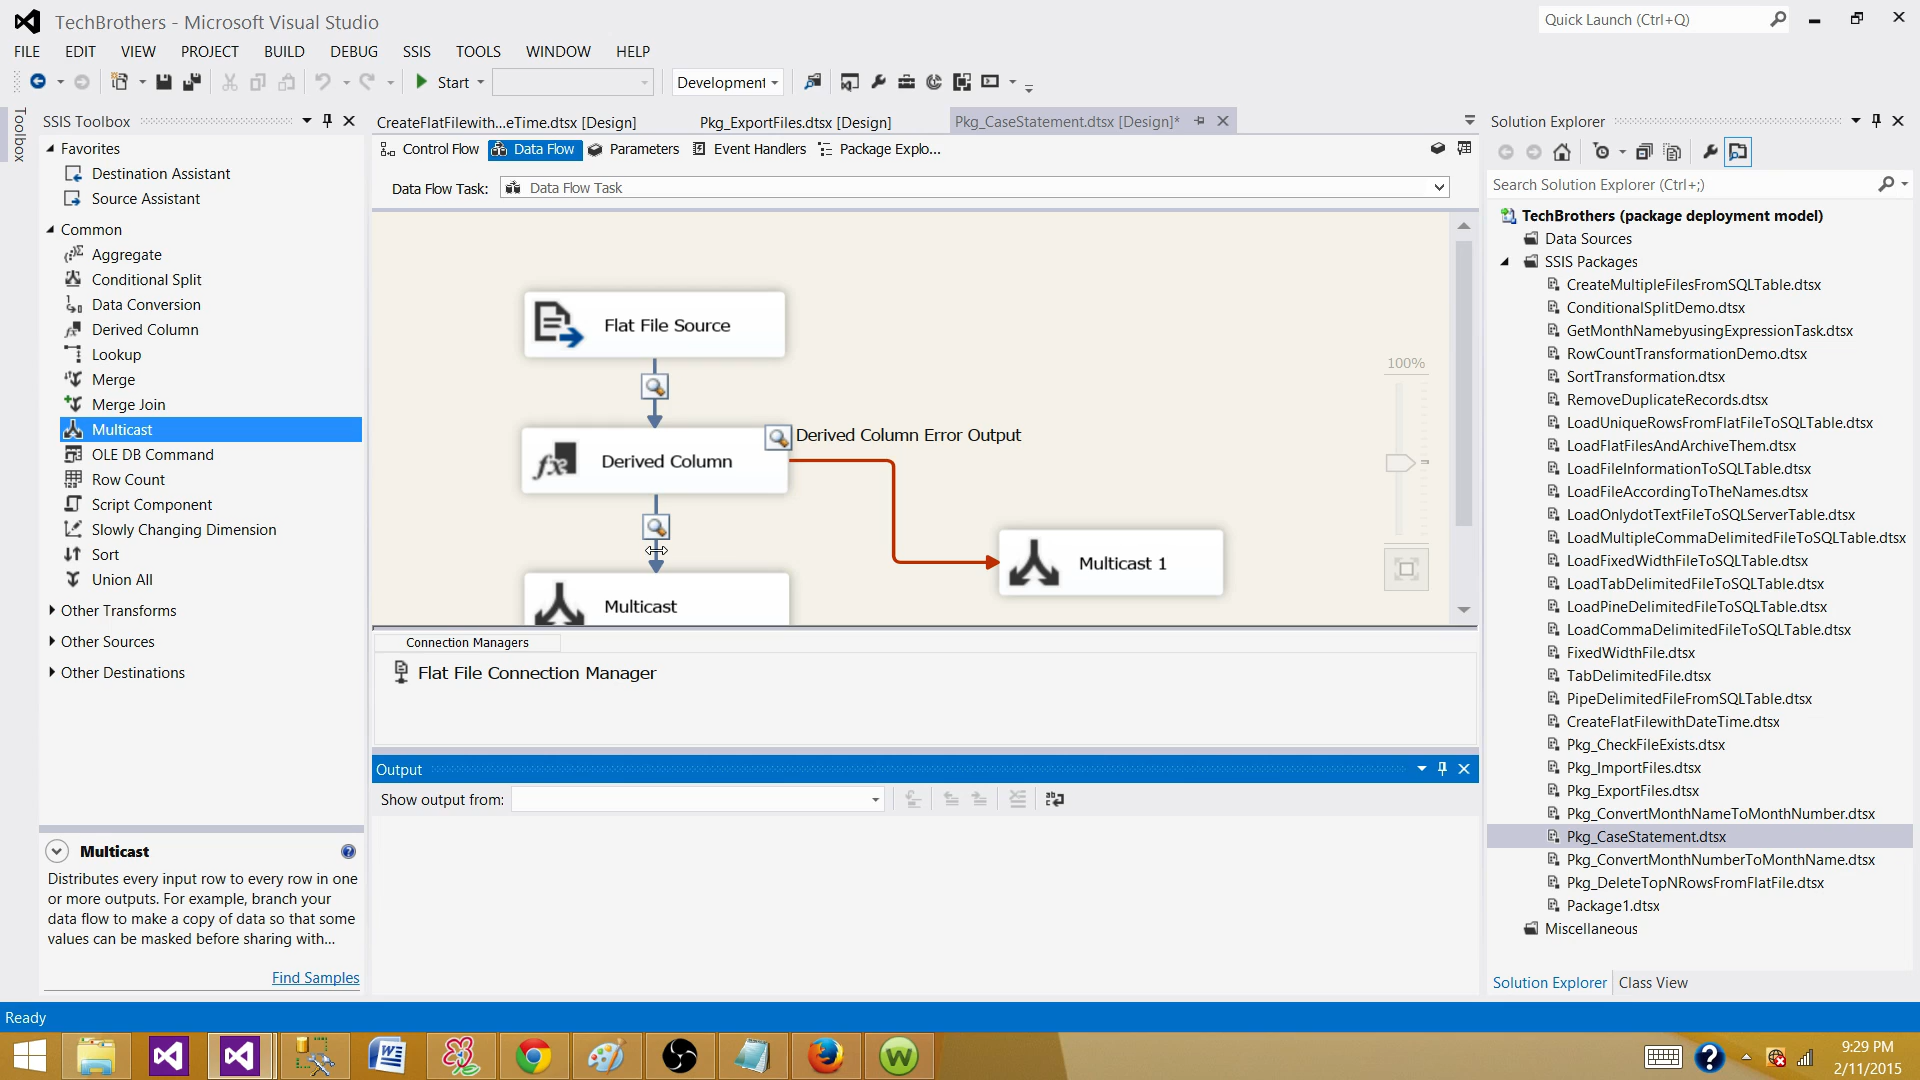 TechBrothers - Microsoft Visual Studio
Quick Launch (Ctrl+Q)
FILE EDIT VIEW PROJECT BUILD DEBUG SSIS TOOLS WINDOW HELP
Start
Development
Toolbox
SSIS Toolbox
Favorites
Destination Assistant
Source Assistant
Common
Aggregate
Conditional Split
Data Conversion
Derived Column
Lookup
Merge
Merge Join
Multicast
OLE DB Command
Row Count
Script Component
Slowly Changing Dimension
Sort
Union All
Other Transforms
Other Sources
Other Destinations
Multicast
Distributes every input row to every row in one
or more outputs. For example, branch your
data flow to make a copy of data so that some
values can be masked before sharing with...
Find Samples
CreateFlatFilewith...eTime.dtsx [Design]
Pkg_ExportFiles.dtsx [Design]
Pkg_CaseStatement.dtsx [Design]*
Control Flow
Data Flow
Parameters
Event Handlers
Package Explo...
Data Flow Task:
Data Flow Task
Flat File Source
Derived Column Error Output
Derived Column
Multicast 1
Multicast
100%
Connection Managers
Flat File Connection Manager
Output
Show output from:
Solution Explorer
Search Solution Explorer (Ctrl+;)
TechBrothers (package deployment model)
Data Sources
SSIS Packages
CreateMultipleFilesFromSQLTable.dtsx
ConditionalSplitDemo.dtsx
GetMonthNamebyusingExpressionTask.dtsx
RowCountTransformationDemo.dtsx
SortTransformation.dtsx
RemoveDuplicateRecords.dtsx
LoadUniqueRowsFromFlatFileToSQLTable.dtsx
LoadFlatFilesAndArchiveThem.dtsx
LoadFileInformationToSQLTable.dtsx
LoadFileAccordingToTheNames.dtsx
LoadOnlydotTextFileToSQLServerTable.dtsx
LoadMultipleCommaDelimitedFileToSQLTable.dtsx
LoadFixedWidthFileToSQLTable.dtsx
LoadTabDelimitedFileToSQLTable.dtsx
LoadPineDelimitedFileToSQLTable.dtsx
LoadCommaDelimitedFileToSQLTable.dtsx
FixedWidthFile.dtsx
TabDelimitedFile.dtsx
PipeDelimitedFileFromSQLTable.dtsx
CreateFlatFilewithDateTime.dtsx
Pkg_CheckFileExists.dtsx
Pkg_ImportFiles.dtsx
Pkg_ExportFiles.dtsx
Pkg_ConvertMonthNameToMonthNumber.dtsx
Pkg_CaseStatement.dtsx
Pkg_ConvertMonthNumberToMonthName.dtsx
Pkg_DeleteTopNRowsFromFlatFile.dtsx
Package1.dtsx
Miscellaneous
Solution Explorer
Class View
Ready
9:29 PM
2/11/2015